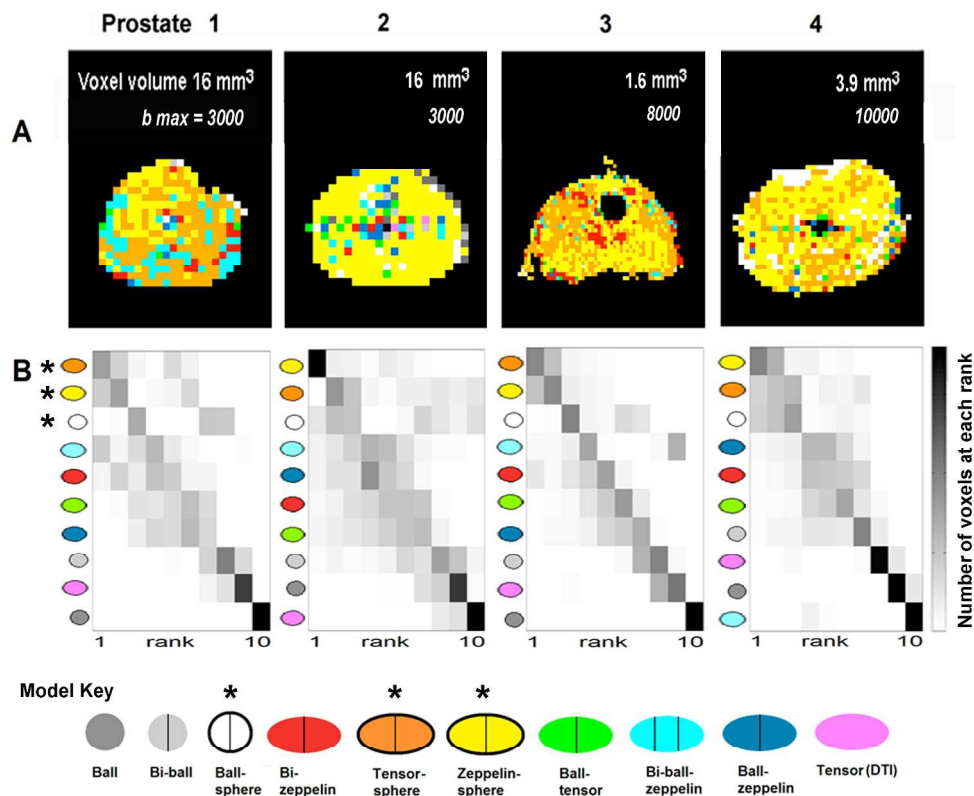 Prostate 1 2 3 4
Voxel volume 16 mm³ 16 mm³ 1.6 mm³ 3.9 mm³
b max = 3000 3000 8000 10000
A
B
*
*
*
1 rank 10 1 rank 10 1 rank 10 1 rank 10
Number of voxels at each rank
Model Key
* * *
Ball Bi-ball Ball-sphere Bi-zeppelin Tensor-sphere Zeppelin-sphere Ball-tensor Bi-ball-zeppelin Ball-zeppelin Tensor (DTI)